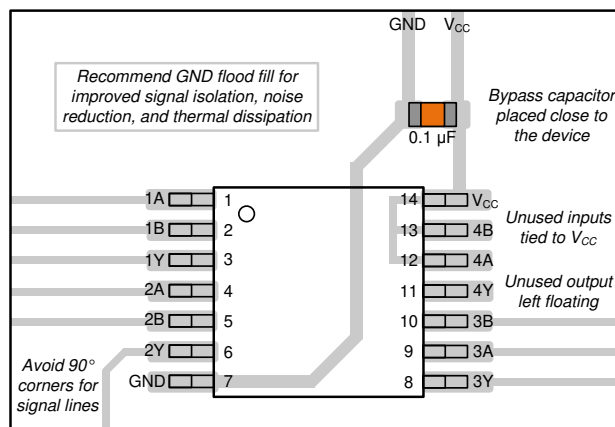 GND VCC
Recommend GND flood fill for
improved signal isolation, noise
reduction, and thermal dissipation
Bypass capacitor
placed close to
the device
0.1 µF
1A 1 14 VCC
1B 2 13 4B
1Y 3 12 4A
2A 4 11 4Y
2B 5 10 3B
2Y 6 9 3A
GND 7 8 3Y
Unused inputs
tied to VCC
Unused output
left floating
Avoid 90°
corners for
signal lines